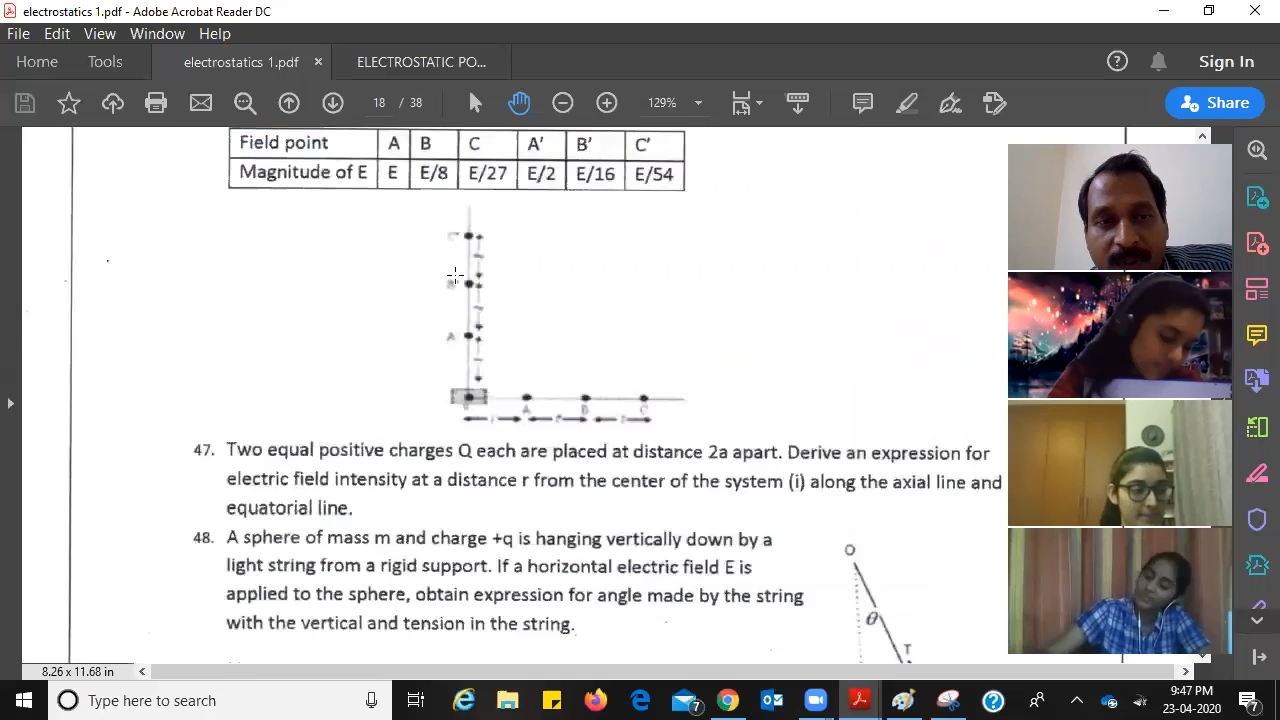 electrostatics 1.pdf - Adobe Acrobat Reader DC
File Edit View Window Help
Home Tools electrostatics 1.pdf × ELECTROSTATIC PO... Sign In
18 / 38 129% Share
Field point A B C A' B' C'
Magnitude of E E E/8 E/27 E/2 E/16 E/54
A
A B C
47. Two equal positive charges Q each are placed at distance 2a apart. Derive an expression for
electric field intensity at a distance r from the center of the system (i) along the axial line and
equatorial line.
48. A sphere of mass m and charge +q is hanging vertically down by a
light string from a rigid support. If a horizontal electric field E is
applied to the sphere, obtain expression for angle made by the string
with the vertical and tension in the string.
O
θ
T
8.26 x 11.68 in
Type here to search
7
7
9:47 PM
23-04-2020